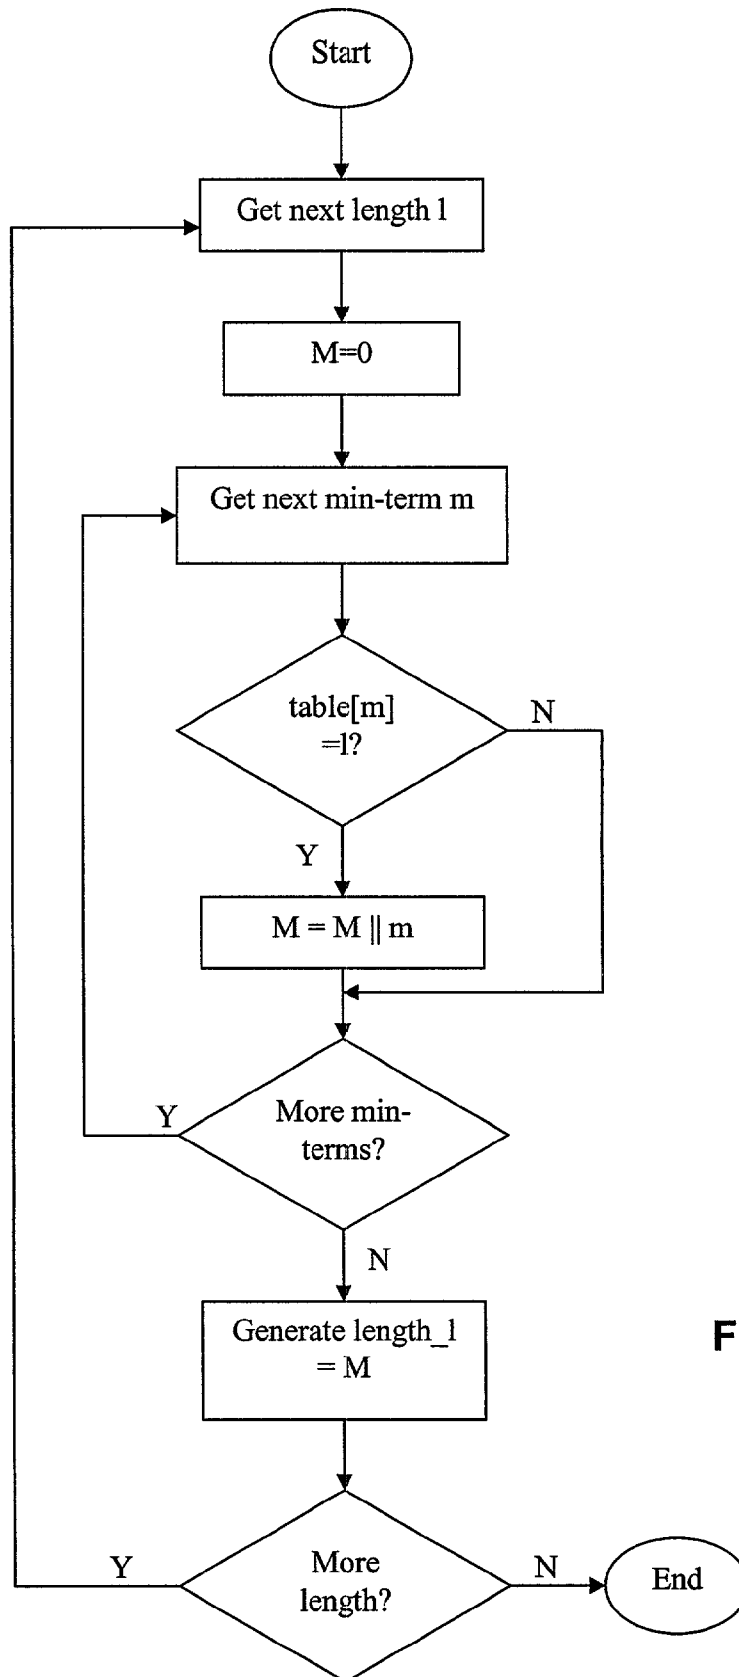 Start
Get next length l
M=0
Get next min-term m
table[m]
=l?
N
Y
M = M || m
More min-
terms?
Y
N
Generate length_l
= M
F
More
length?
Y
N
End